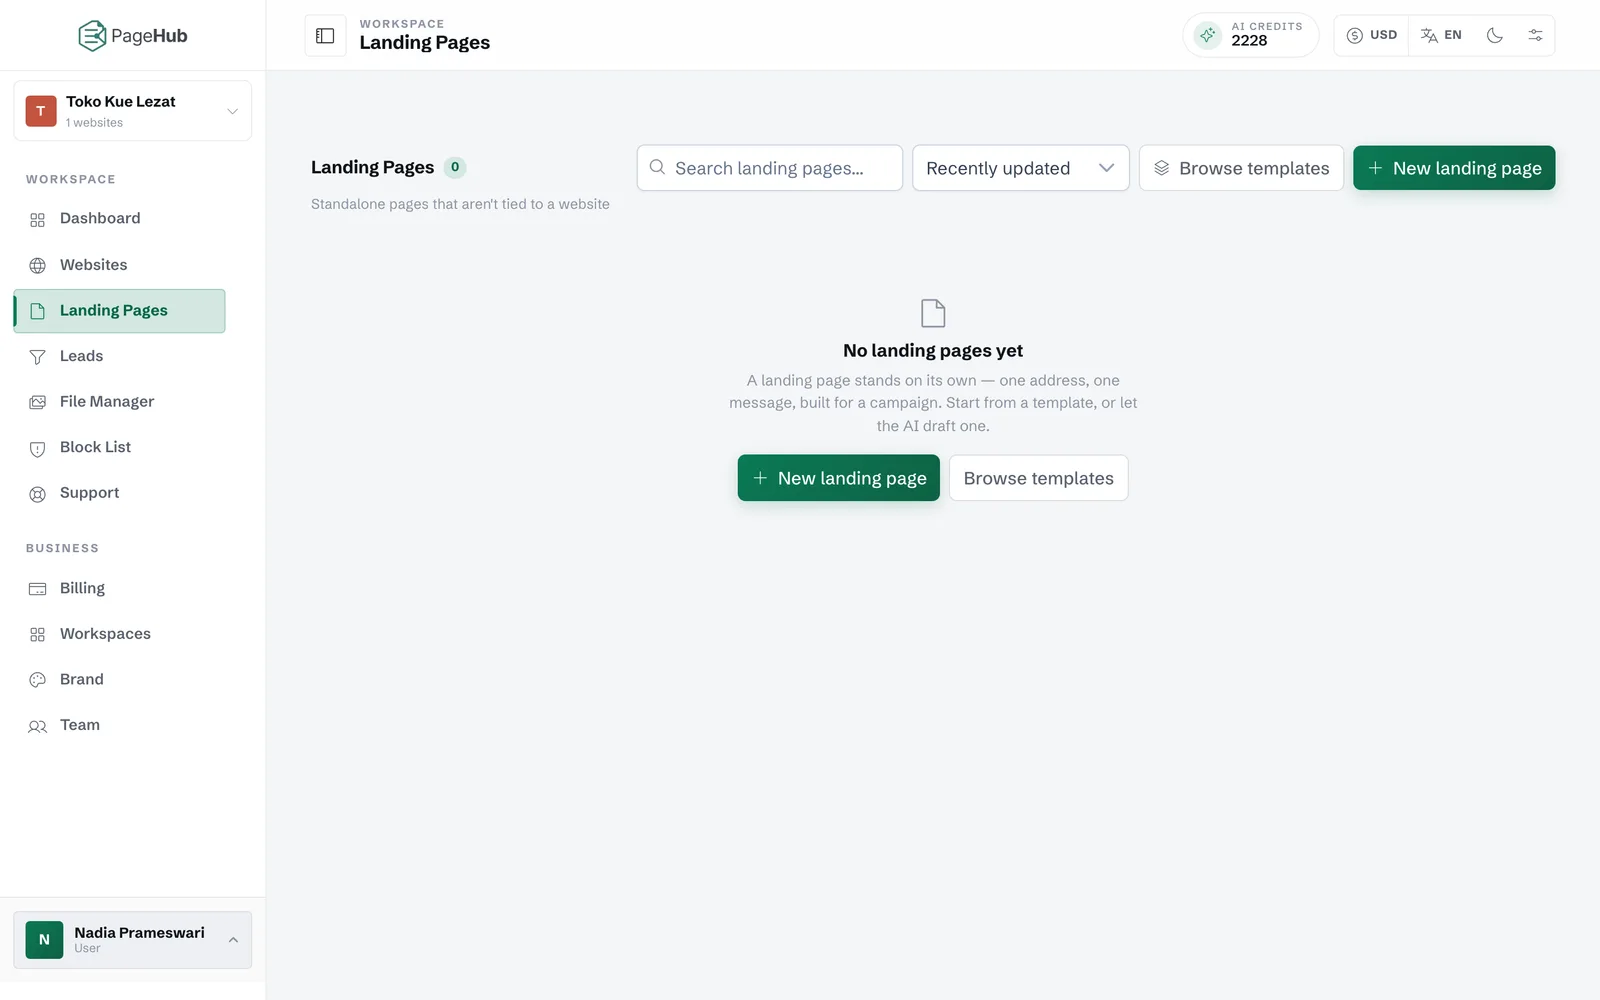 PageHub
WORKSPACE
Landing Pages
AI CREDITS
2228
USD
EN
T
Toko Kue Lezat
1 websites
WORKSPACE
Dashboard
Websites
Landing Pages
Leads
File Manager
Block List
Support
BUSINESS
Billing
Workspaces
Brand
Team
N
Nadia Prameswari
User
Landing Pages 0
Standalone pages that aren't tied to a website
Search landing pages...
Recently updated
Browse templates
New landing page
No landing pages yet
A landing page stands on its own — one address, one
message, built for a campaign. Start from a template, or let
the AI draft one.
New landing page
Browse templates